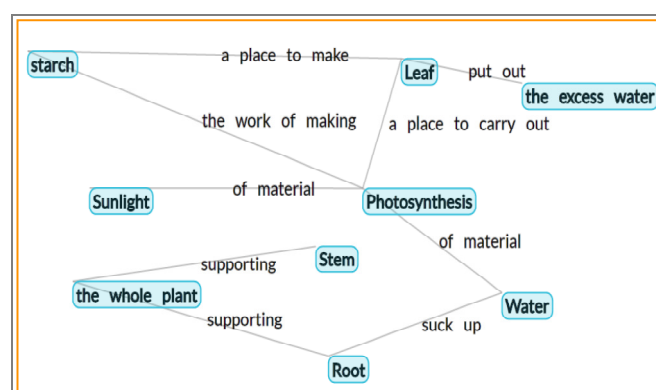 a place to make
starch
Leaf
put out
the excess water
the work of making
a place to carry out
Sunlight
of material
Photosynthesis
of material
Stem
supporting
the whole plant
Water
supporting
suck up
Root